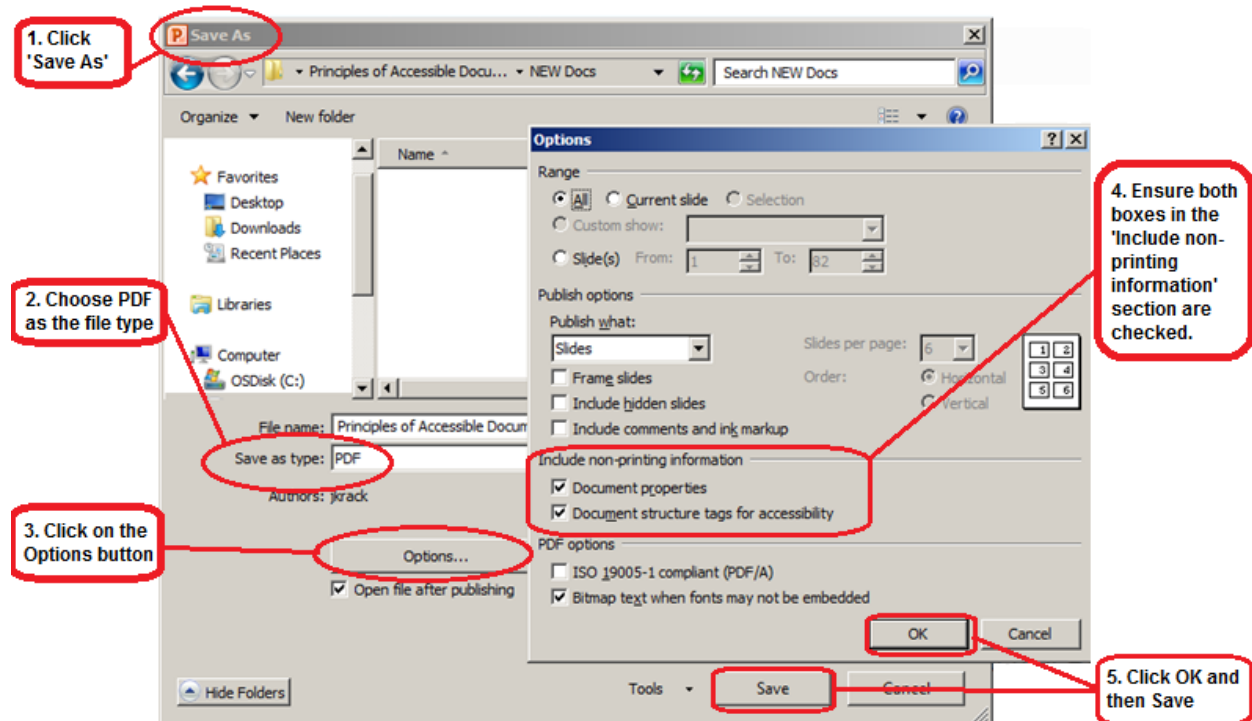 1. Click
'Save As'
Save As
Principles of Accessible Docu...
NEW Docs
Search NEW Docs
Organize
New folder
Name
Favorites
Desktop
Downloads
Recent Places
Libraries
Computer
OSDisk (C:)
2. Choose PDF
as the file type
File name: Principles of Accessible Docum
Save as type: PDF
Authors: jkrack
3. Click on the
Options button
Options...
Open file after publishing
Hide Folders
Tools
Save
Cancel
Options
Range
All Current slide Selection
Custom show:
Slide(s) From: 1 To: 82
Publish options
Publish what:
Slides
Slides per page: 6
Order: Horizontal
Vertical
1 2
3 4
5 6
Frame slides
Include hidden slides
Include comments and ink markup
Include non-printing information
Document properties
Document structure tags for accessibility
PDF options
ISO 19005-1 compliant (PDF/A)
Bitmap text when fonts may not be embedded
OK
Cancel
4. Ensure both
boxes in the
'Include non-
printing
information'
section are
checked.
5. Click OK and
then Save